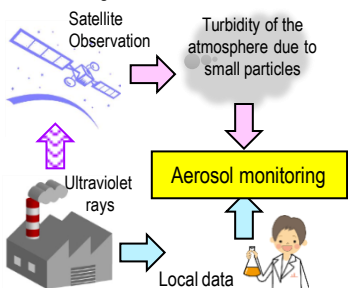 Satellite
Observation
Turbidity of the
atmosphere due to
small particles
Ultraviolet
rays
Aerosol monitoring
Local data